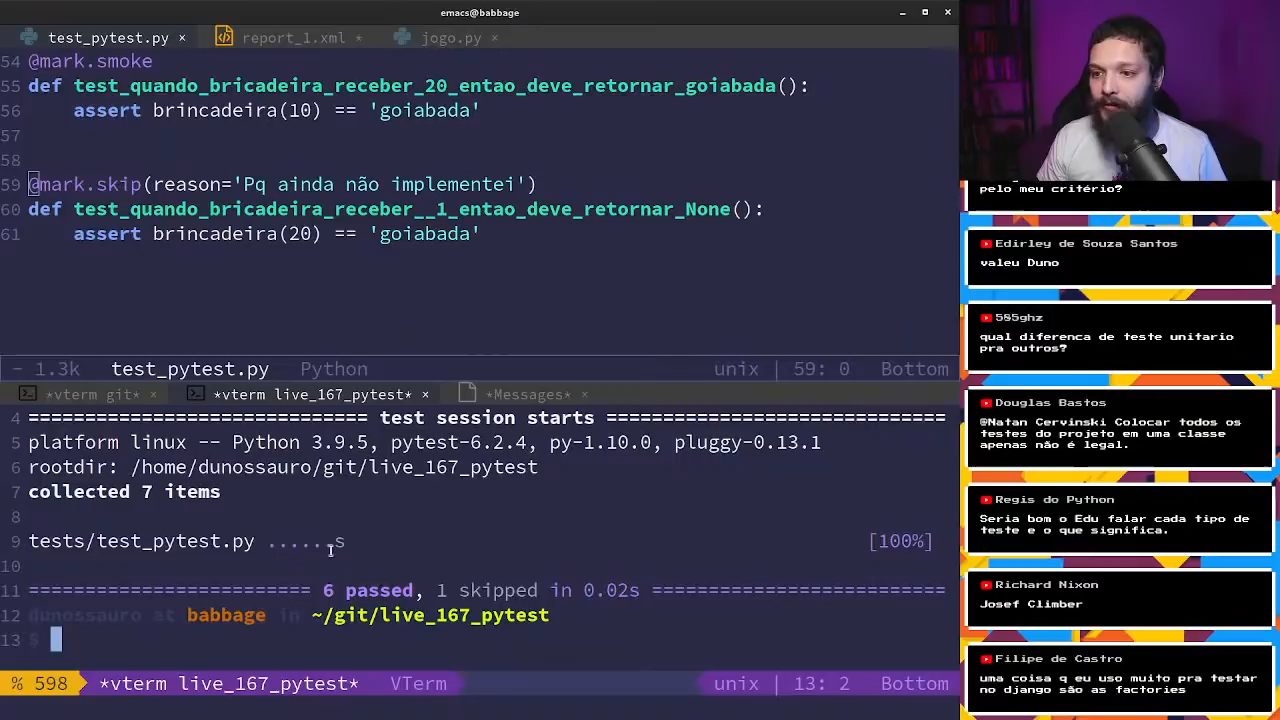 emacs@babbage
test_pytest.py × report_1.xml × jogo.py ×
54 @mark.smoke
55 def test_quando_bricadeira_receber_20_entao_deve_retornar_goiabada():
56 assert brincadeira(10) == 'goiabada'
57
58
59 @mark.skip(reason='Pq ainda não implementei')
60 def test_quando_bricadeira_receber__1_entao_deve_retornar_None():
61 assert brincadeira(20) == 'goiabada'
- 1.3k test_pytest.py Python unix | 59: 0 Bottom
*vterm git* × *vterm live_167_pytest* × *Messages* ×
4 ============================= test session starts =============================
5 platform linux -- Python 3.9.5, pytest-6.2.4, py-1.10.0, pluggy-0.13.1
6 rootdir: /home/dunossauro/git/live_167_pytest
7 collected 7 items
8
9 tests/test_pytest.py ......s [100%]
10
11 ========================= 6 passed, 1 skipped in 0.02s ==========================
12 dunossauro at babbage in ~/git/live_167_pytest
13 $
% 598 *vterm live_167_pytest* VTerm unix | 13: 2 Bottom
pelo meu critério?
Edirley de Souza Santos
valeu Duno
505ghz
qual diferenca de teste unitario
pra outros?
Douglas Bastos
@Natan Cervinski Colocar todos os
testes do projeto em uma classe
apenas não é legal.
Regis do Python
Seria bom o Edu falar cada tipo de
teste e o que significa.
Richard Nixon
Josef Climber
Filipe de Castro
uma coisa q eu uso muito pra testar
no django são as factories